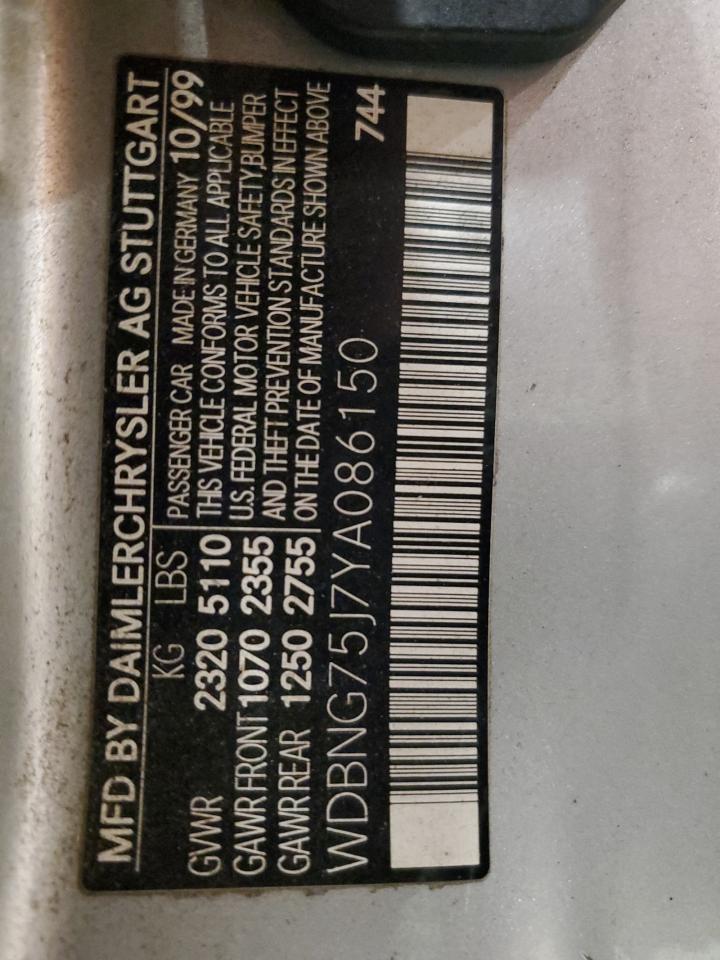 MFD BY DAIMLERCHRYSLER AG STUTTGART
KG LBS
GVWR 2320 5110
GAWR FRONT 1070 2355
GAWR REAR 1250 2755
PASSENGER CAR MADE IN GERMANY 10/99
THIS VEHICLE CONFORMS TO ALL APPLICABLE
U.S. FEDERAL MOTOR VEHICLE SAFETY, BUMPER
AND THEFT PREVENTION STANDARDS IN EFFECT
ON THE DATE OF MANUFACTURE SHOWN ABOVE
WDBNG75J7YA086150
744